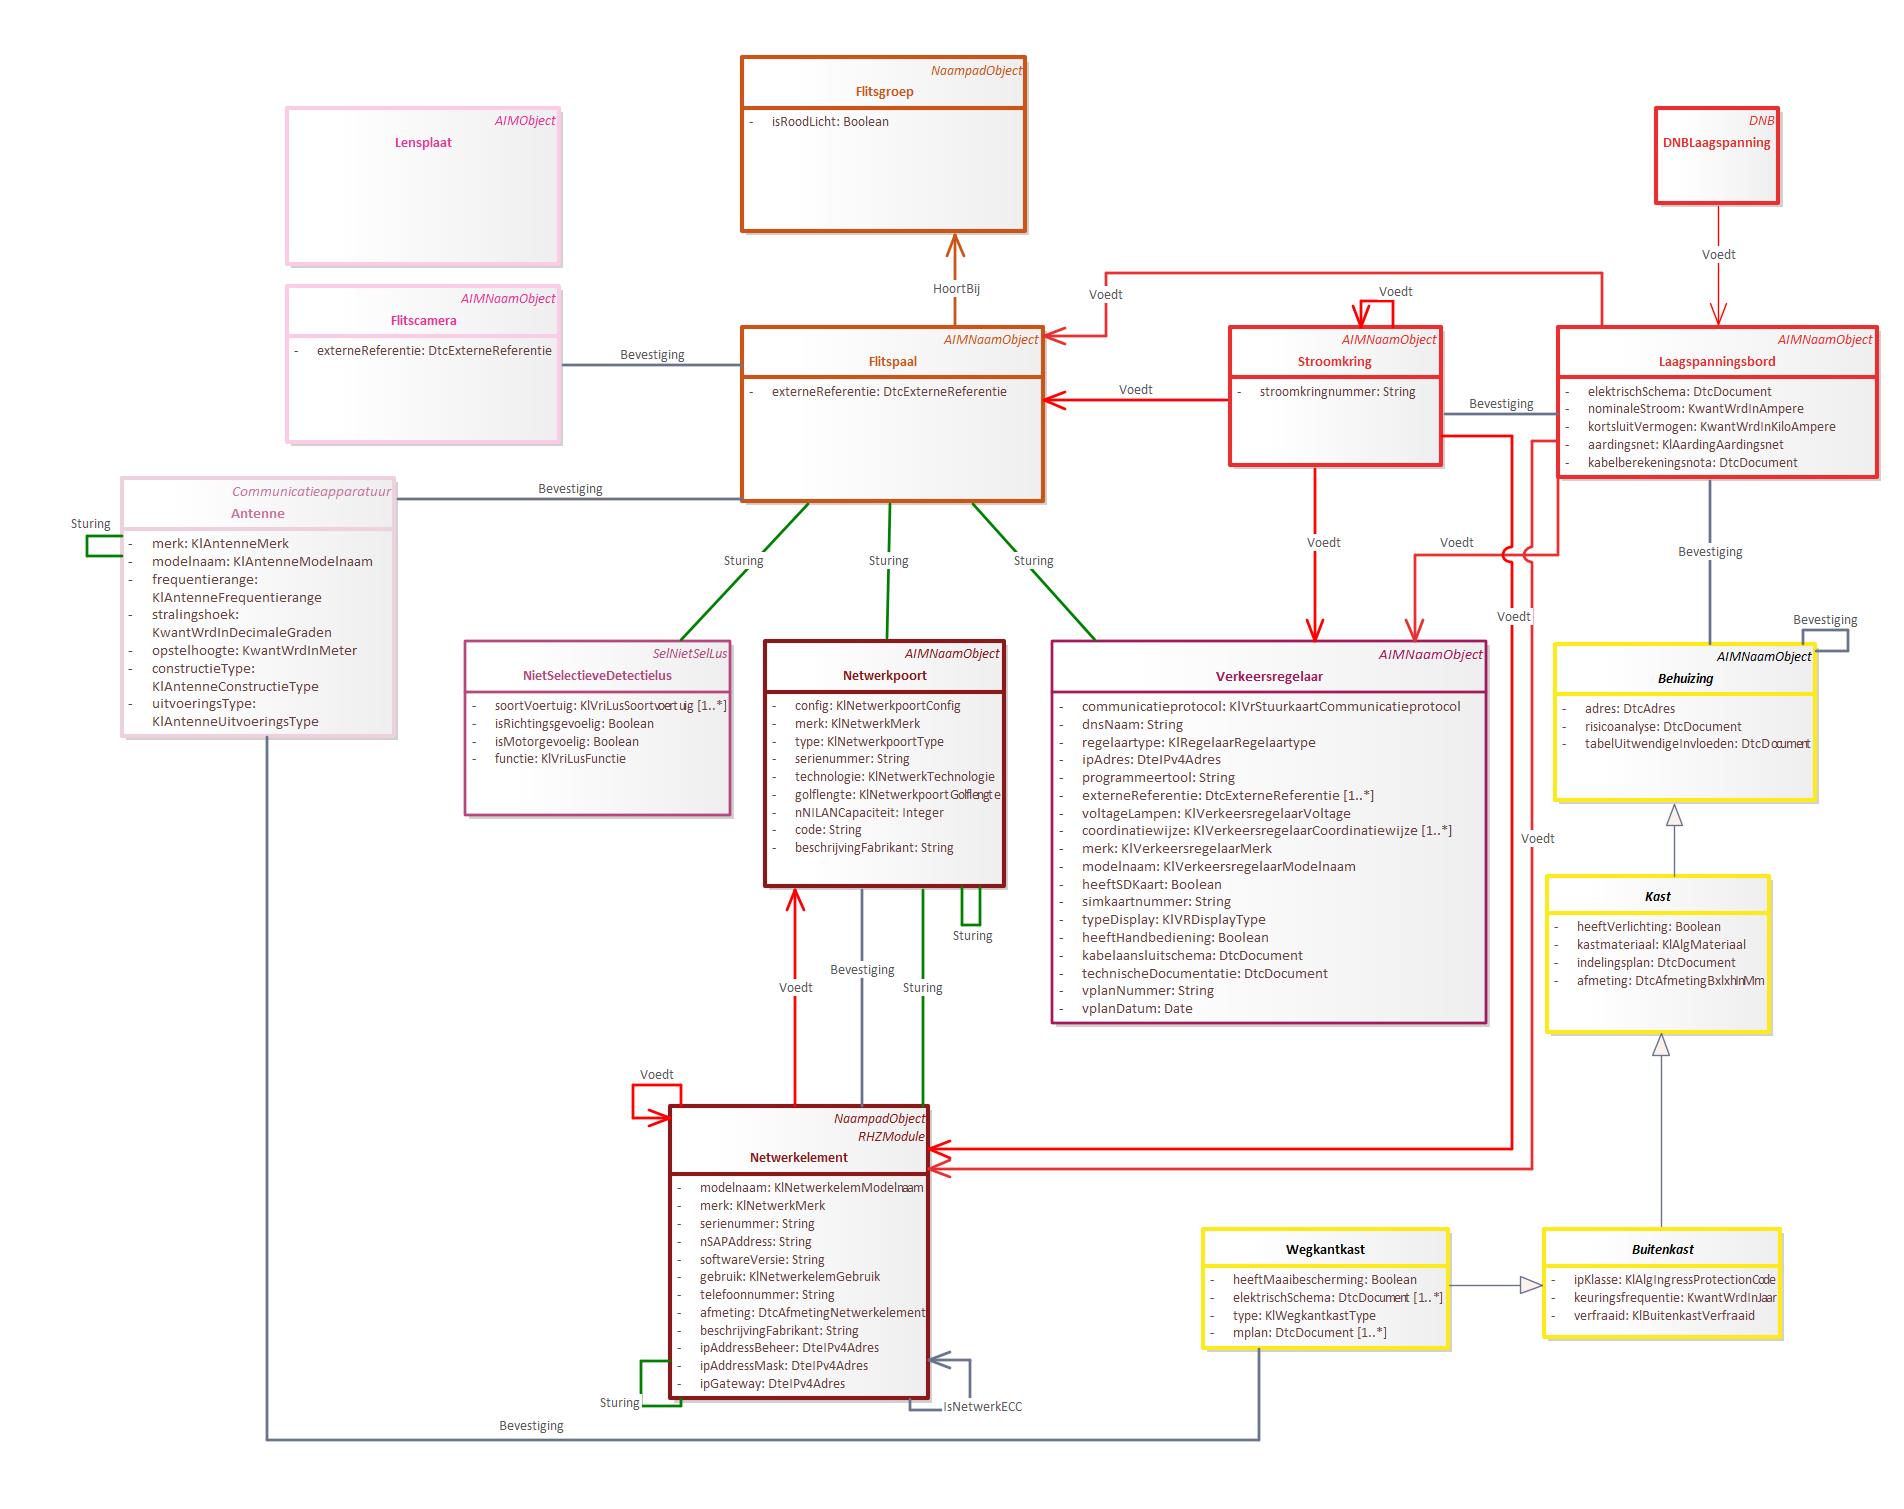 NaampadObject
Flitsgroep
- isRoodLicht: Boolean
AIMObject
Lensplaat
DNB
DNBLaagspanning
Voedt
HoortBij
Voedt
Voedt
AIMNaamObject
Flitscamera
- externeReferentie: DtcExterneReferentie
Bevestiging
AIMNaamObject
Flitspaal
- externeReferentie: DtcExterneReferentie
Voedt
AIMNaamObject
Stroomkring
- stroomkringnummer: String
Bevestiging
AIMNaamObject
Laagspanningsbord
- elektrischSchema: DtcDocument
- nominaleStroom: KwantWrdInAmpere
- kortsluitVermogen: KwantWrdInKiloAmpere
- aardingsnet: KlAardingAardingsnet
- kabelberekeningsnota: DtcDocument
Communicatieapparatuur
Antenne
- merk: KlAntenneMerk
- modelnaam: KlAntenneModelnaam
- frequentierange:
KlAntenneFrequentierange
- stralingshoek:
KwantWrdInDecimaleGraden
- opstelhoogte: KwantWrdInMeter
- constructieType:
KlAntenneConstructieType
- uitvoeringsType:
KlAntenneUitvoeringsType
Sturing
Bevestiging
Sturing
Sturing
Sturing
Voedt
Voedt
Bevestiging
Voedt
Bevestiging
SelNietSelLus
NietSelectieveDetectielus
- soortVoertuig: KlVriLusSoortvoertuig [1..*]
- isRichtingsgevoelig: Boolean
- isMotorgevoelig: Boolean
- functie: KlVriLusFunctie
AIMNaamObject
Netwerkpoort
- config: KlNetwerkpoortConfig
- merk: KlNetwerkMerk
- type: KlNetwerkpoortType
- serienummer: String
- technologie: KlNetwerkTechnologie
- golflengte: KlNetwerkpoortGolflengte
- nNILANCapaciteit: Integer
- code: String
- beschrijvingFabrikant: String
AIMNaamObject
Verkeersregelaar
- communicatieprotocol: KlVrStuurkaartCommunicatieprotocol
- dnsNaam: String
- regelaartype: KlRegelaarRegelaartype
- ipAdres: DteIPv4Adres
- programmeertool: String
- externeReferentie: DtcExterneReferentie [1..*]
- voltageLampen: KlVerkeersregelaarVoltage
- coordinatiewijze: KlVerkeersregelaarCoordinatiewijze [1..*]
- merk: KlVerkeersregelaarMerk
- modelnaam: KlVerkeersregelaarModelnaam
- heeftSDKaart: Boolean
- simkaartnummer: String
- typeDisplay: KlVRDisplayType
- heeftHandbediening: Boolean
- kabelaansluitschema: DtcDocument
- technischeDocumentatie: DtcDocument
- vplanNummer: String
- vplanDatum: Date
AIMNaamObject
Behuizing
- adres: DtcAdres
- risicoanalyse: DtcDocument
- tabelUitwendigeInvloeden: DtcDocument
Voedt
Kast
- heeftVerlichting: Boolean
- kastmateriaal: KlAlgMateriaal
- indelingsplan: DtcDocument
- afmeting: DtcAfmetingBxlxhInMm
Sturing
Bevestiging
Voedt
Sturing
Voedt
NaampadObject
RHZModule
Netwerkelement
- modelnaam: KlNetwerkelemModelnaam
- merk: KlNetwerkMerk
- serienummer: String
- nSAPAddress: String
- softwareVersie: String
- gebruik: KlNetwerkelemGebruik
- telefoonnummer: String
- afmeting: DtcAfmetingNetwerkelement
- beschrijvingFabrikant: String
- ipAddressBeheer: DteIPv4Adres
- ipAddressMask: DteIPv4Adres
- ipGateway: DteIPv4Adres
Sturing
IsNetwerkECC
Bevestiging
Wegkantkast
- heeftMaaibescherming: Boolean
- elektrischSchema: DtcDocument [1..*]
- type: KlWegkantkastType
- mplan: DtcDocument [1..*]
Buitenkast
- ipKlasse: KlAlgIngressProtectionCode
- keuringsfrequentie: KwantWrdInJaar
- verfraaid: KlBuitenkastVerfraaid